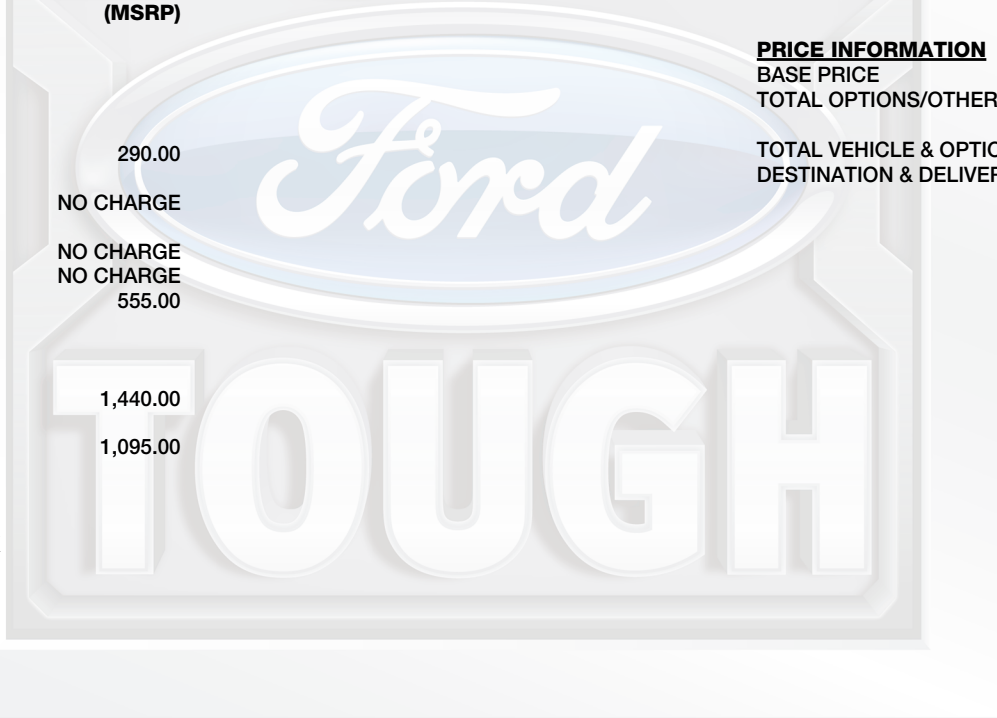 (MSRP)
290.00
NO CHARGE
NO CHARGE
NO CHARGE
555.00
1,440.00
1,095.00
PRICE INFORMATION
BASE PRICE
TOTAL OPTIONS/OTHER
TOTAL VEHICLE & OPTIO
DESTINATION & DELIVER
Ford
TOUGH